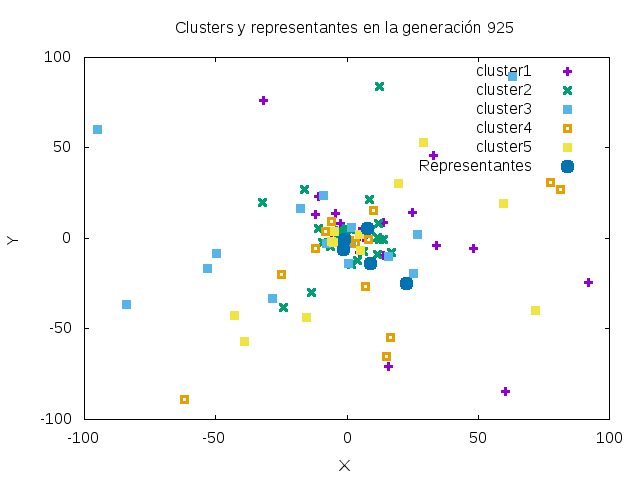 Clusters y representantes en la generación 925
100
50
0
-50
-100
-100
-50
0
50
100
Y
X
cluster1
cluster2
cluster3
cluster4
cluster5
Representantes